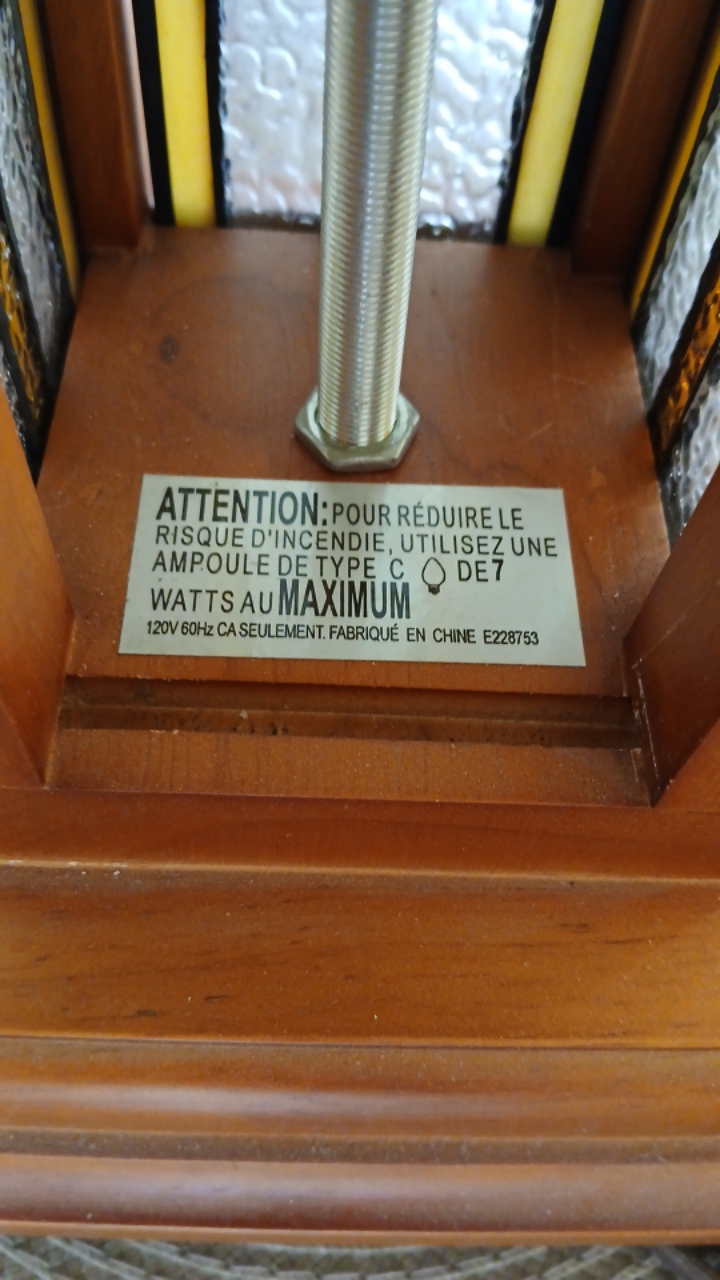 ATTENTION: POUR RÉDUIRE LE
RISQUE D'INCENDIE, UTILISEZ UNE
AMPOULE DE TYPE C DE 7
WATTS AU MAXIMUM
120V 60Hz CA SEULEMENT. FABRIQUÉ EN CHINE E228753